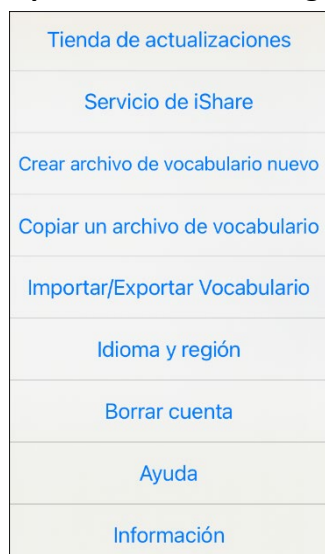 Tienda de actualizaciones
Servicio de iShare
Crear archivo de vocabulario nuevo
Copiar un archivo de vocabulario
Importar/Exportar Vocabulario
Idioma y región
Borrar cuenta
Ayuda
Información